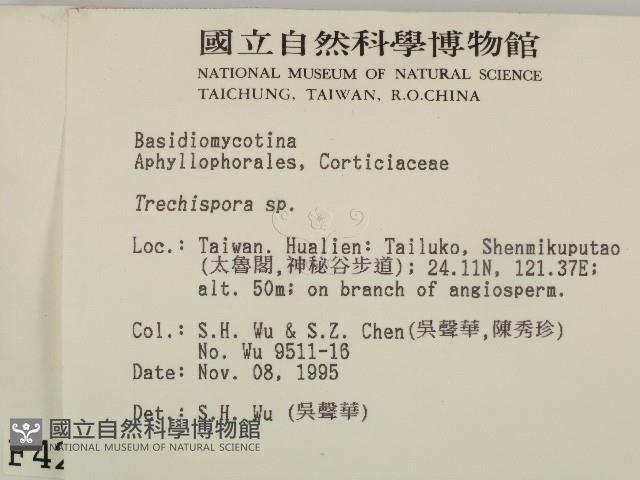 國立自然科學博物館
NATIONAL MUSEUM OF NATURAL SCIENCE
TAICHUNG, TAIWAN, R.O.CHINA
Basidiomycotina
Aphyllophorales, Corticiaceae
Trechispora sp.
Loc.: Taiwan. Hualien: Tailuko, Shenmikuputao
(太魯閣,神秘谷步道); 24.11N, 121.37E;
alt. 50m; on branch of angiosperm.
Col.: S.H. Wu & S.Z. Chen(吳聲華,陳秀珍)
No. Wu 9511-16
Date: Nov. 08, 1995
Det.: S.H. Wu (吳聲華)
國立自然科學博物館
NATIONAL MUSEUM OF NATURAL SCIENCE